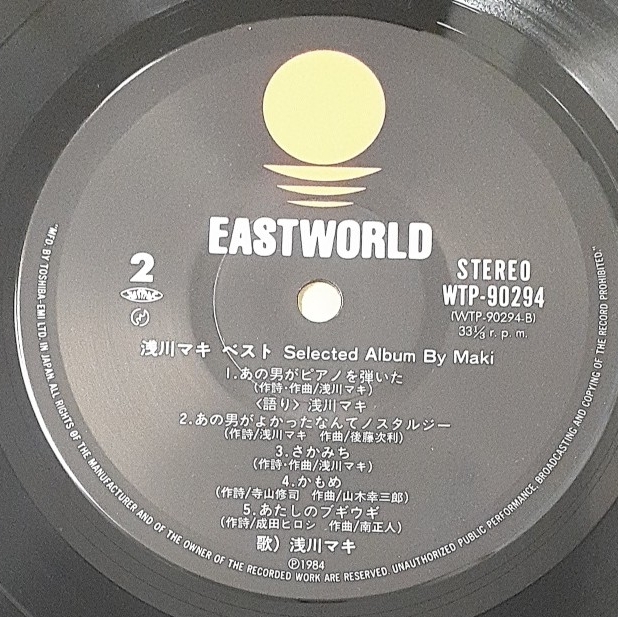 EASTWORLD
2
STEREO
WTP-90294
(WTP-90294-B)
33⅓ r. p. m.
浅川マキ ベスト Selected Album By Maki
1.あの男がピアノを弾いた
(作詩・作曲/浅川マキ)
〈語り〉浅川マキ
2.あの男がよかったなんてノスタルジー
(作詩/浅川マキ 作曲/後藤次利)
3.さかみち
(作詩・作曲/浅川マキ)
4.かもめ
(作詩/寺山修司 作曲/山木幸三郎)
5.あたしのブギウギ
(作詩/成田ヒロシ 作曲/南正人)
歌）浅川マキ
Ⓟ1984
"MFD. BY TOSHIBA-EMI LTD. IN JAPAN. ALL RIGHTS OF THE MANUFACTURER AND OF THE OWNER OF THE RECORDED WORK ARE RESERVED. UNAUTHORIZED PUBLIC PERFORMANCE, BROADCASTING AND COPYING OF THE RECORD PROHIBITED."